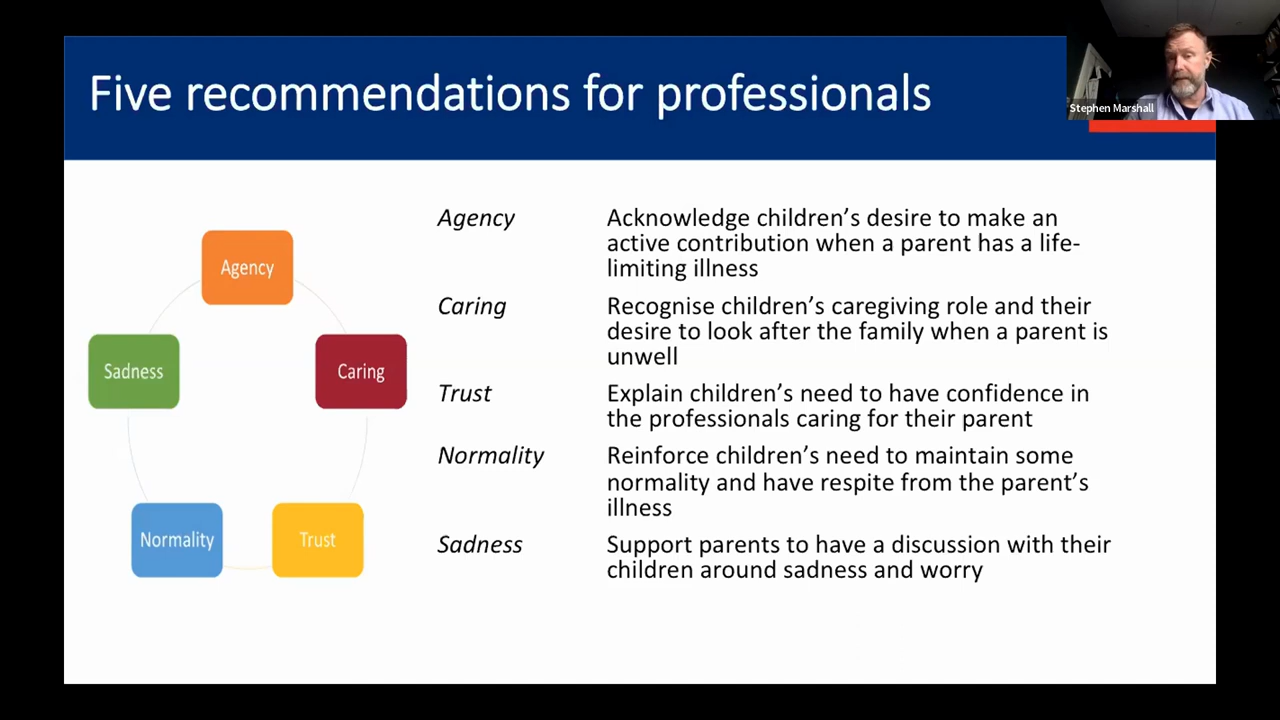 Five recommendations for professionals
Stephen Marshall
Agency
Sadness
Caring
Normality
Trust
Agency
Acknowledge children’s desire to make an
active contribution when a parent has a life-
limiting illness
Caring
Recognise children’s caregiving role and their
desire to look after the family when a parent is
unwell
Trust
Explain children’s need to have confidence in
the professionals caring for their parent
Normality
Reinforce children’s need to maintain some
normality and have respite from the parent’s
illness
Sadness
Support parents to have a discussion with their
children around sadness and worry